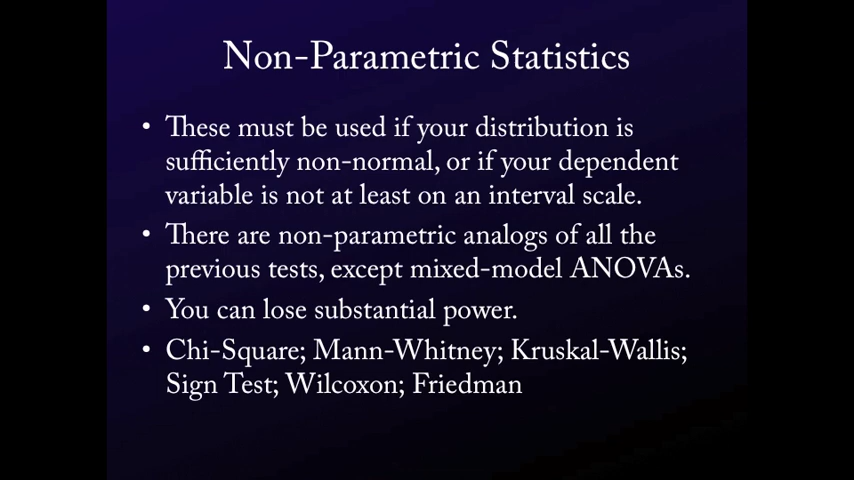 Non-Parametric Statistics
• These must be used if your distribution is
sufficiently non-normal, or if your dependent
variable is not at least on an interval scale.
• There are non-parametric analogs of all the
previous tests, except mixed-model ANOVAs.
• You can lose substantial power.
• Chi-Square; Mann-Whitney; Kruskal-Wallis;
Sign Test; Wilcoxon; Friedman